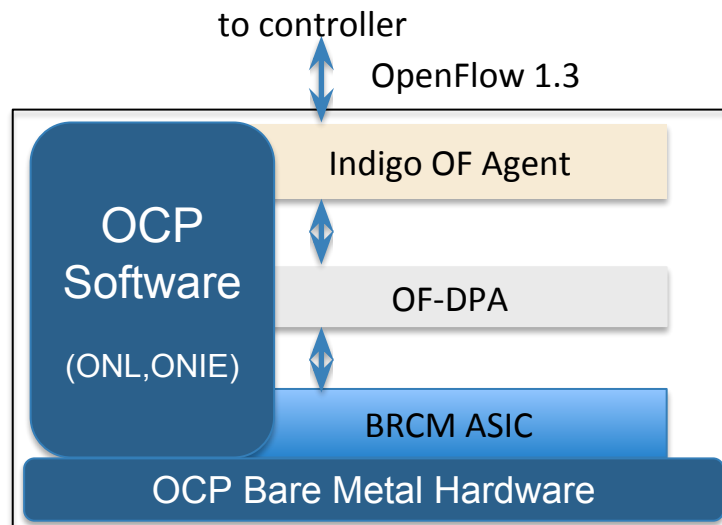 to controller
OpenFlow 1.3
Indigo OF Agent
OCP
Software
(ONL,ONIE)
OF-DPA
BRCM ASIC
OCP Bare Metal Hardware